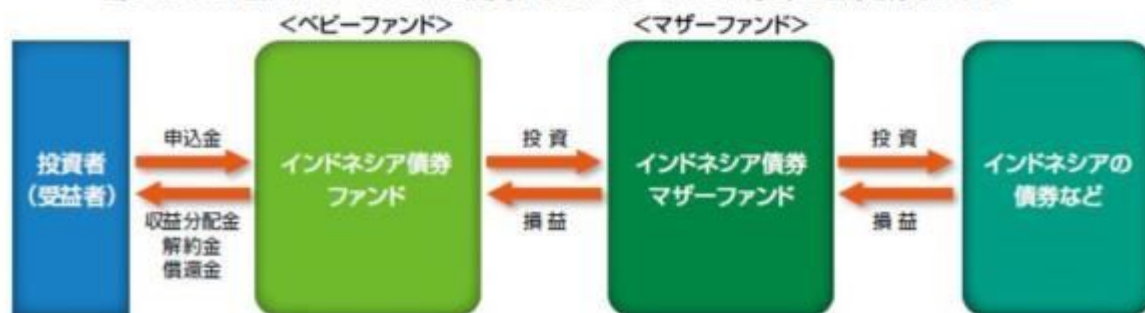 <ベビーファンド>
<マザーファンド>
投資者
(受益者)
申込金
収益分配金
解約金
償還金
インドネシア債券
ファンド
投資
損益
インドネシア債券
マザーファンド
投資
損益
インドネシアの
債券など